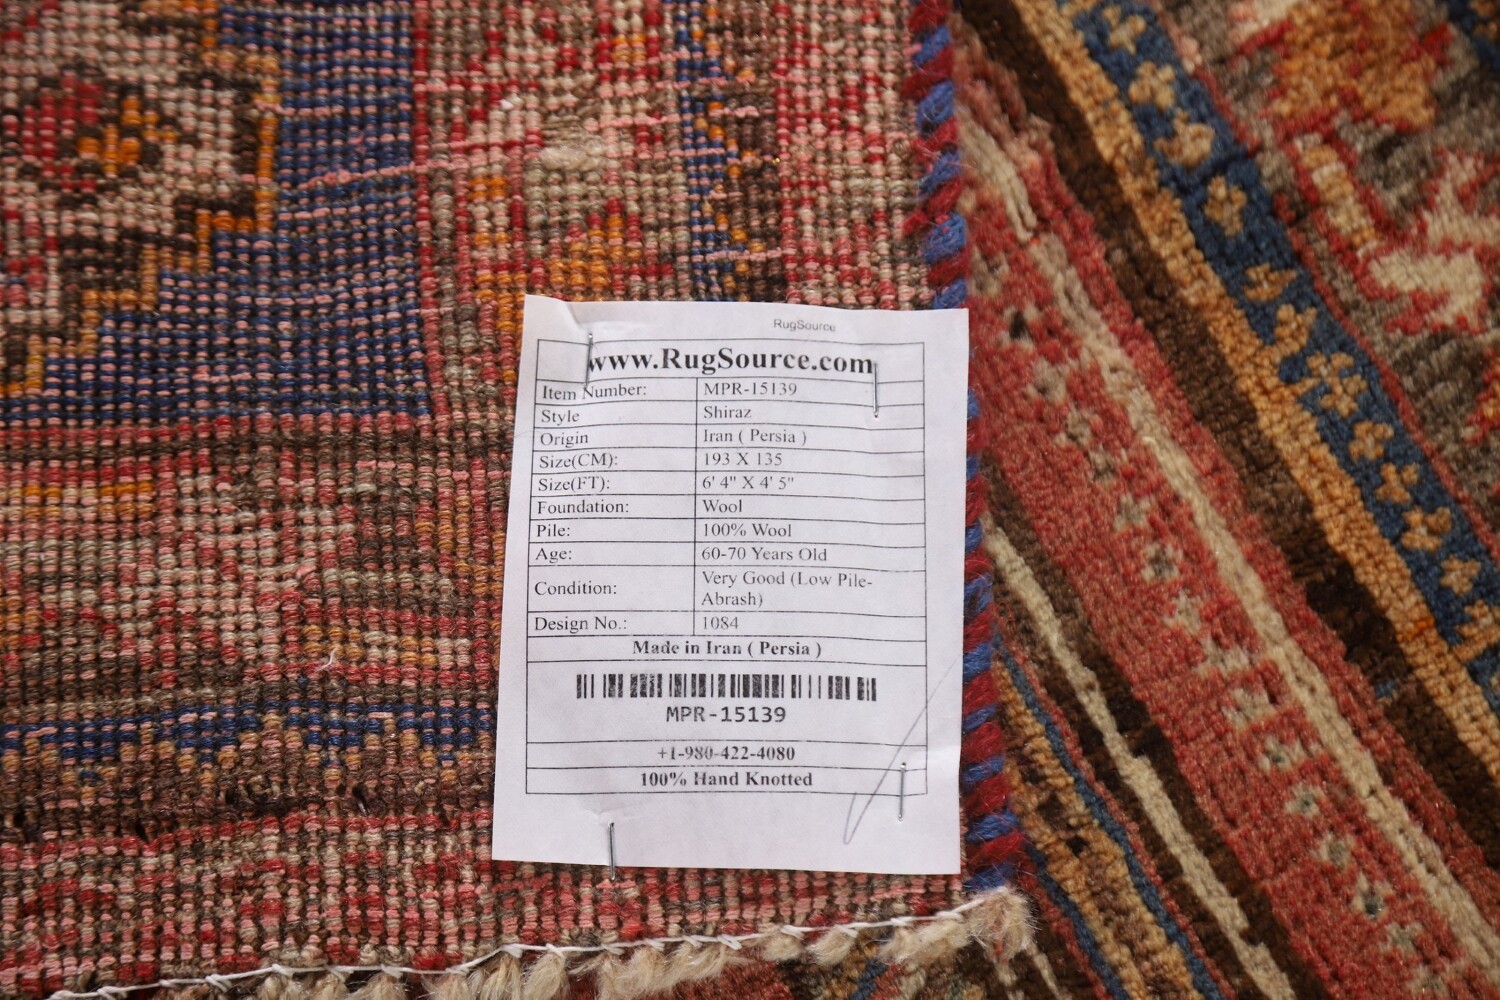 RugSource
www.RugSource.com
Item Number: MPR-15139
Style Shiraz
Origin Iran ( Persia )
Size(CM): 193 X 135
Size(FT): 6' 4" X 4' 5"
Foundation: Wool
Pile: 100% Wool
Age: 60-70 Years Old
Condition: Very Good (Low Pile-
Abrash)
Design No.: 1084
Made in Iran ( Persia )
MPR-15139
+1-980-422-4080
100% Hand Knotted